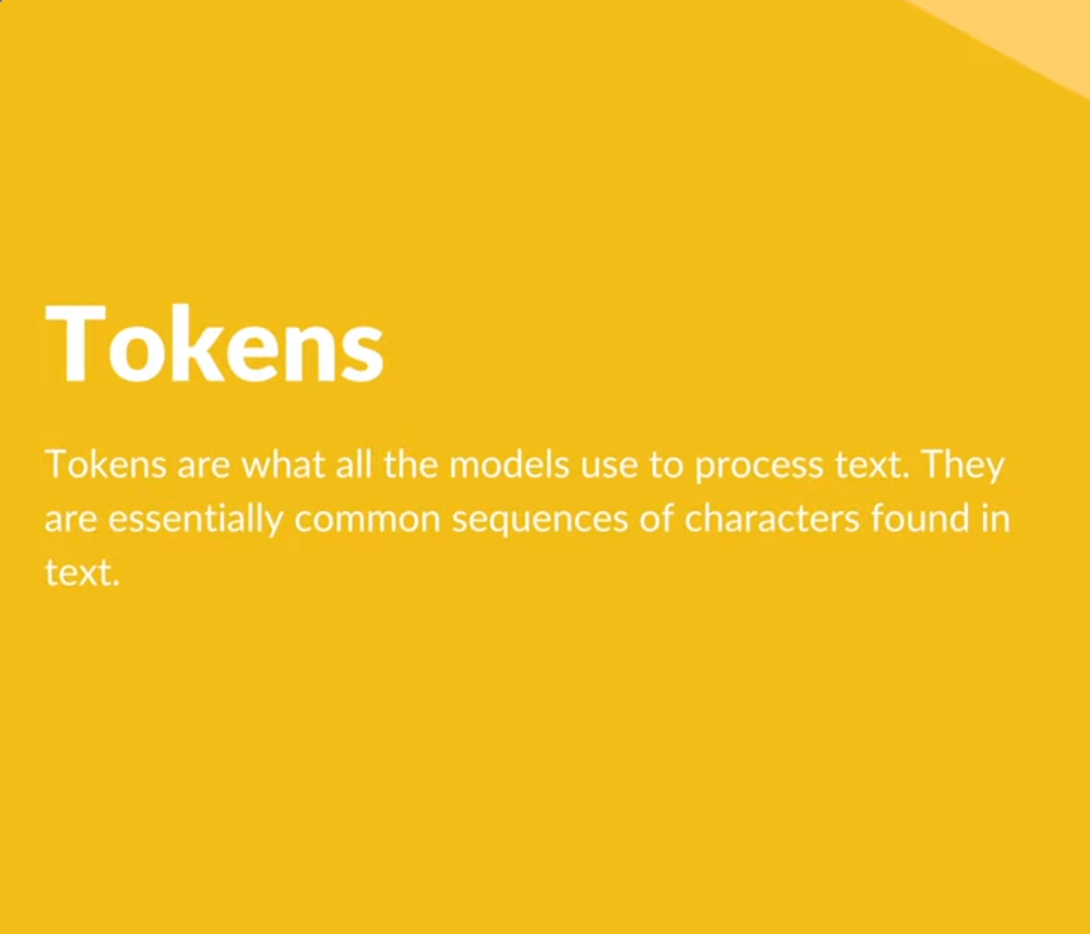 Tokens
Tokens are what all the models use to process text. They
are essentially common sequences of characters found in
text.